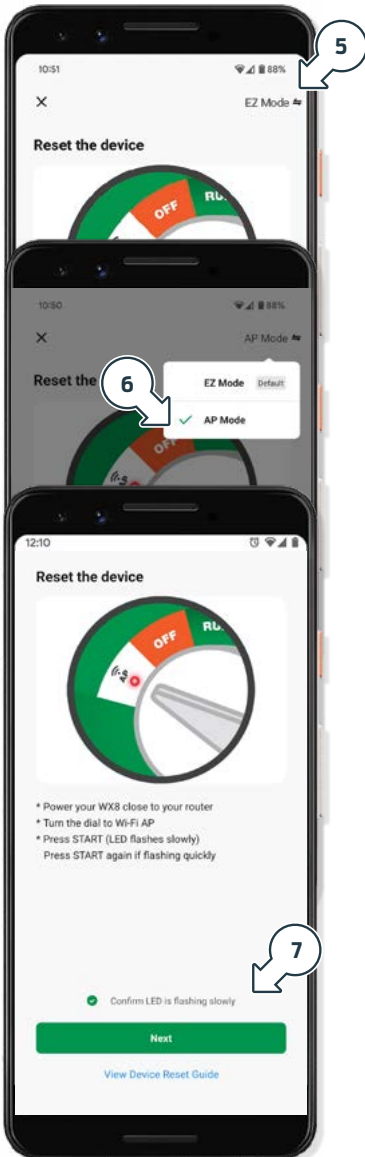 5
10:51
88%
EZ Mode
Reset the device
OFF
RU
10:50
88%
AP Mode
Reset the
6
EZ Mode Default
AP Mode
OFF
12:10
Reset the device
OFF
RU
* Power your WX8 close to your router
* Turn the dial to Wi-Fi AP
* Press START (LED flashes slowly)
Press START again if flashing quickly
7
Confirm LED is flashing slowly
Next
View Device Reset Guide